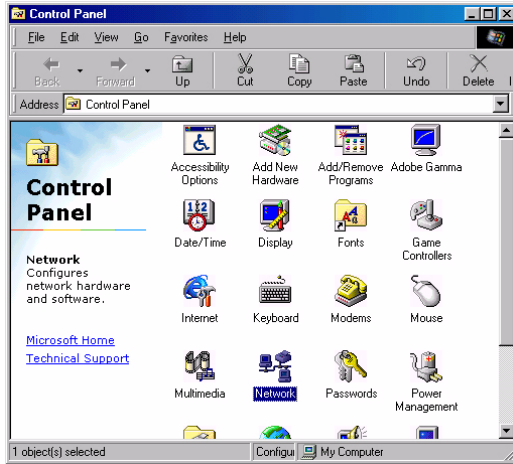 Control Panel
File Edit View Go Favorites Help
Back Forward Up Cut Copy Paste Undo Delete
Address Control Panel
Control
Panel
Network
Configures
network hardware
and software.
Microsoft Home
Technical Support
Accessibility
Options
Add New
Hardware
Add/Remove
Programs
Adobe Gamma
Date/Time
Display
Fonts
Game
Controllers
Internet
Keyboard
Modems
Mouse
Multimedia
Network
Passwords
Power
Management
1 object(s) selected
Configu
My Computer